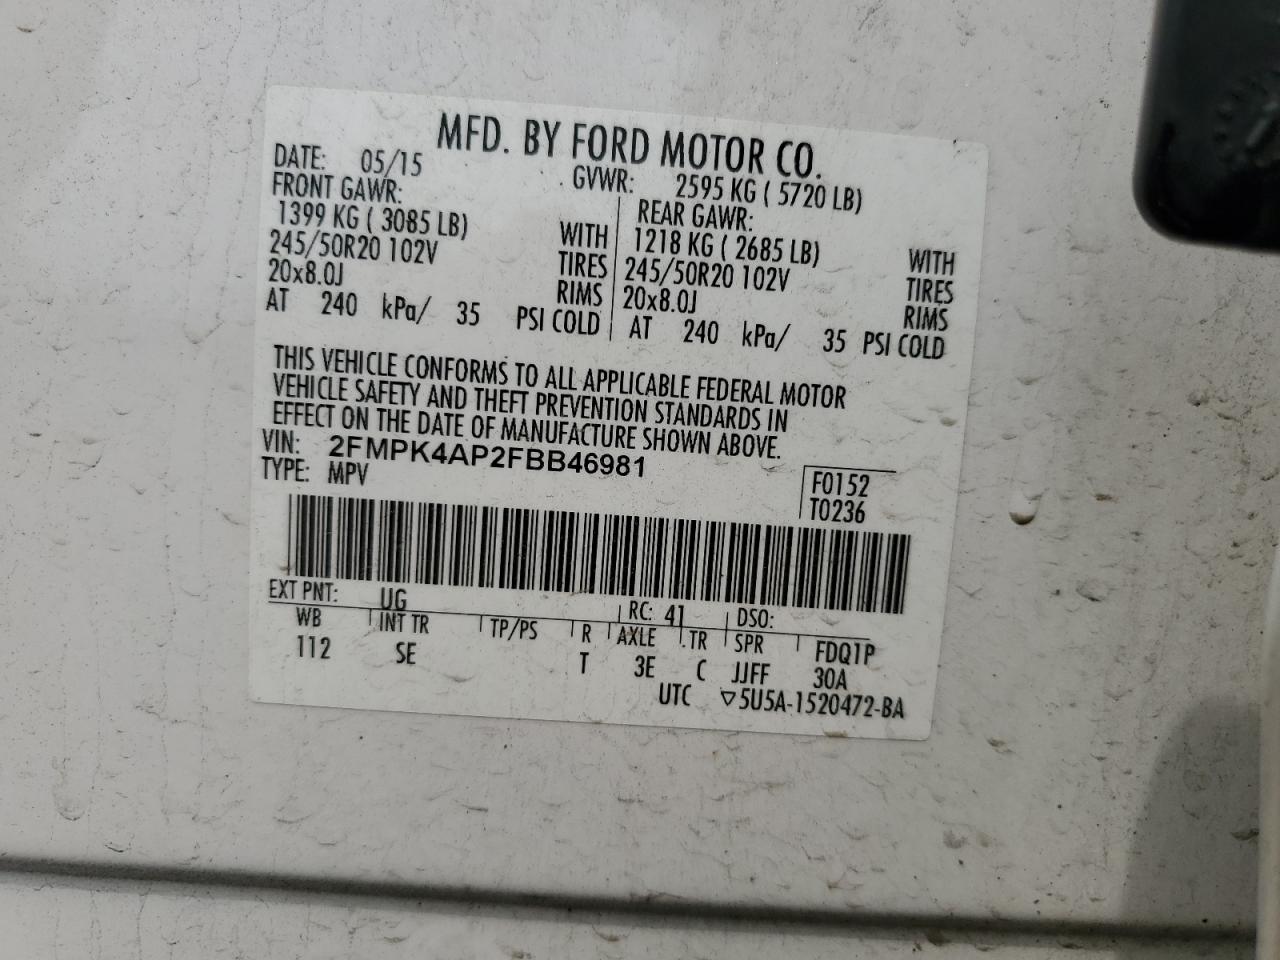 MFD. BY FORD MOTOR CO.
DATE: 05/15 GVWR: 2595 KG ( 5720 LB)
FRONT GAWR: REAR GAWR:
1399 KG ( 3085 LB) WITH 1218 KG ( 2685 LB) WITH
245/50R20 102V TIRES 245/50R20 102V TIRES
20x8.0J RIMS 20x8.0J RIMS
AT 240 kPa/ 35 PSI COLD AT 240 kPa/ 35 PSI COLD
THIS VEHICLE CONFORMS TO ALL APPLICABLE FEDERAL MOTOR
VEHICLE SAFETY AND THEFT PREVENTION STANDARDS IN
EFFECT ON THE DATE OF MANUFACTURE SHOWN ABOVE.
VIN: 2FMPK4AP2FBB46981
TYPE: MPV
F0152
T0236
EXT PNT: UG RC: 41 DSO:
WB INT TR TP/PS R AXLE TR SPR FDQ1P
112 SE T 3E C JJFF 30A
UTC ▽5U5A-1520472-BA